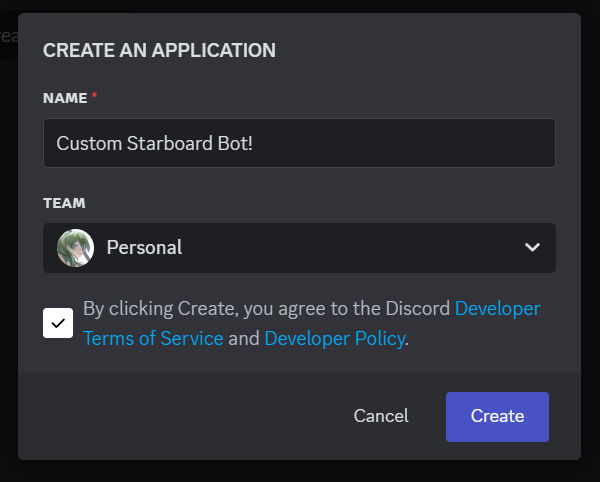 CREATE AN APPLICATION
NAME *
Custom Starboard Bot!
TEAM
Personal
By clicking Create, you agree to the Discord Developer
Terms of Service and Developer Policy.
Cancel
Create